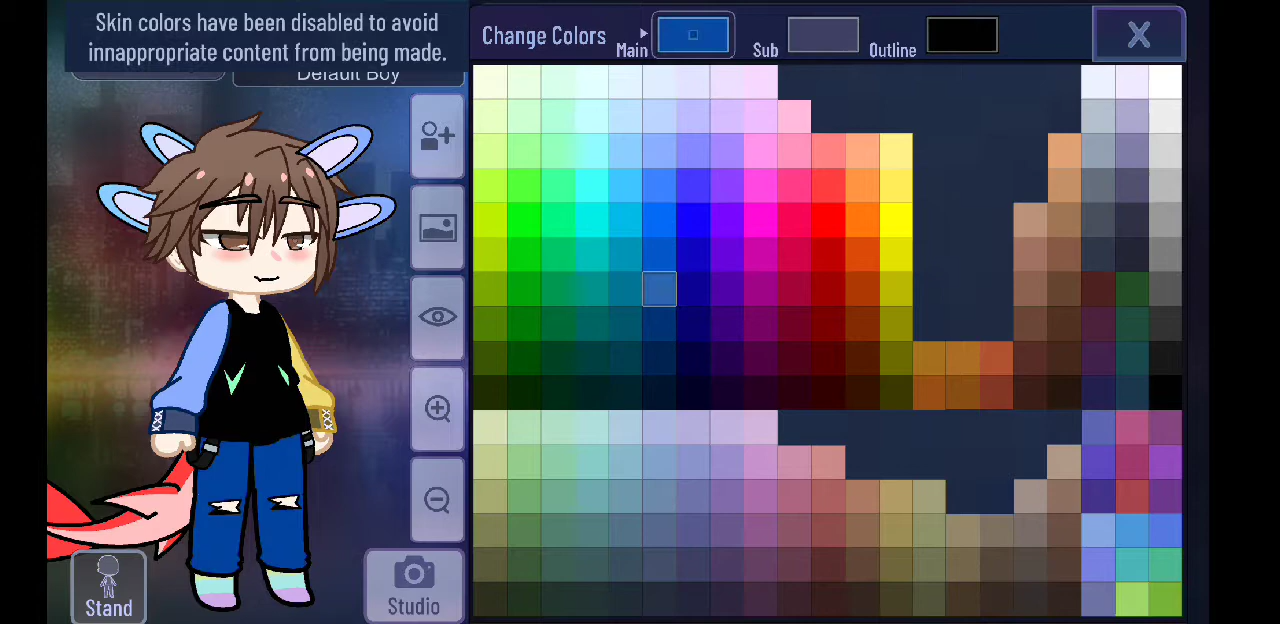 Skin colors have been disabled to avoid
innappropriate content from being made.
Default Boy
Change Colors
Main
Sub
Outline
X
Stand
Studio